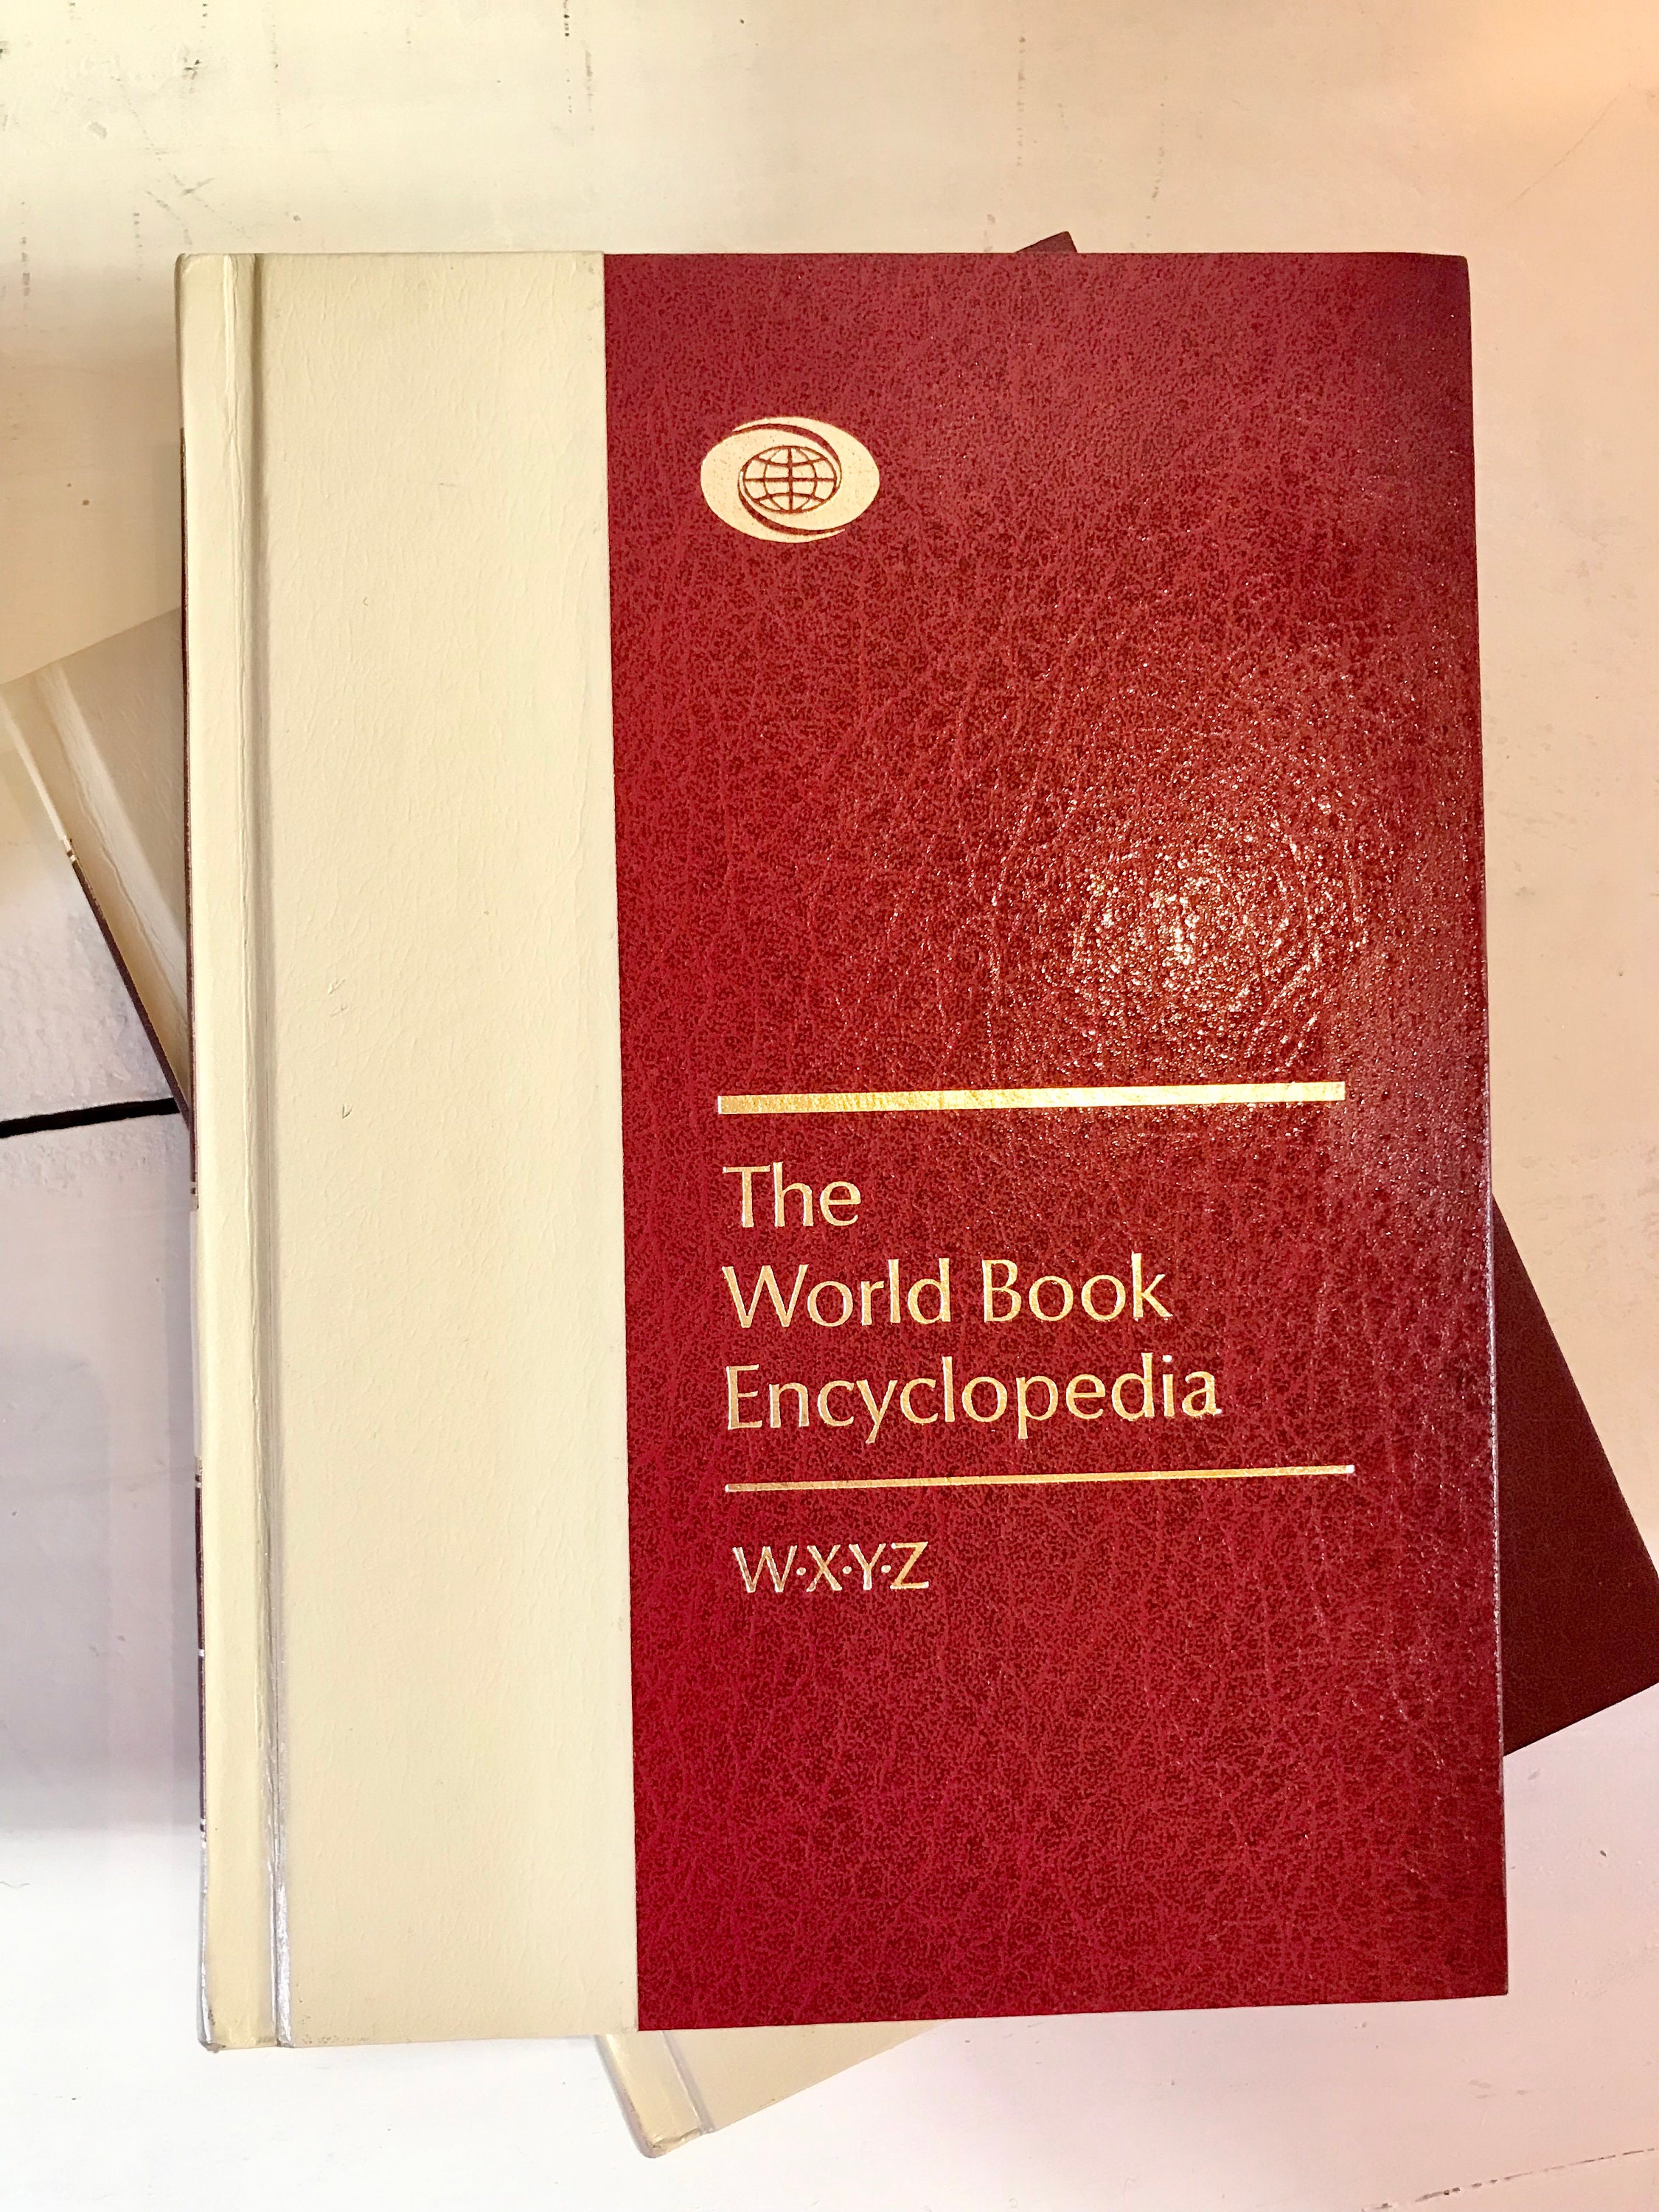 The
World Book
Encyclopedia
W·X·Y·Z